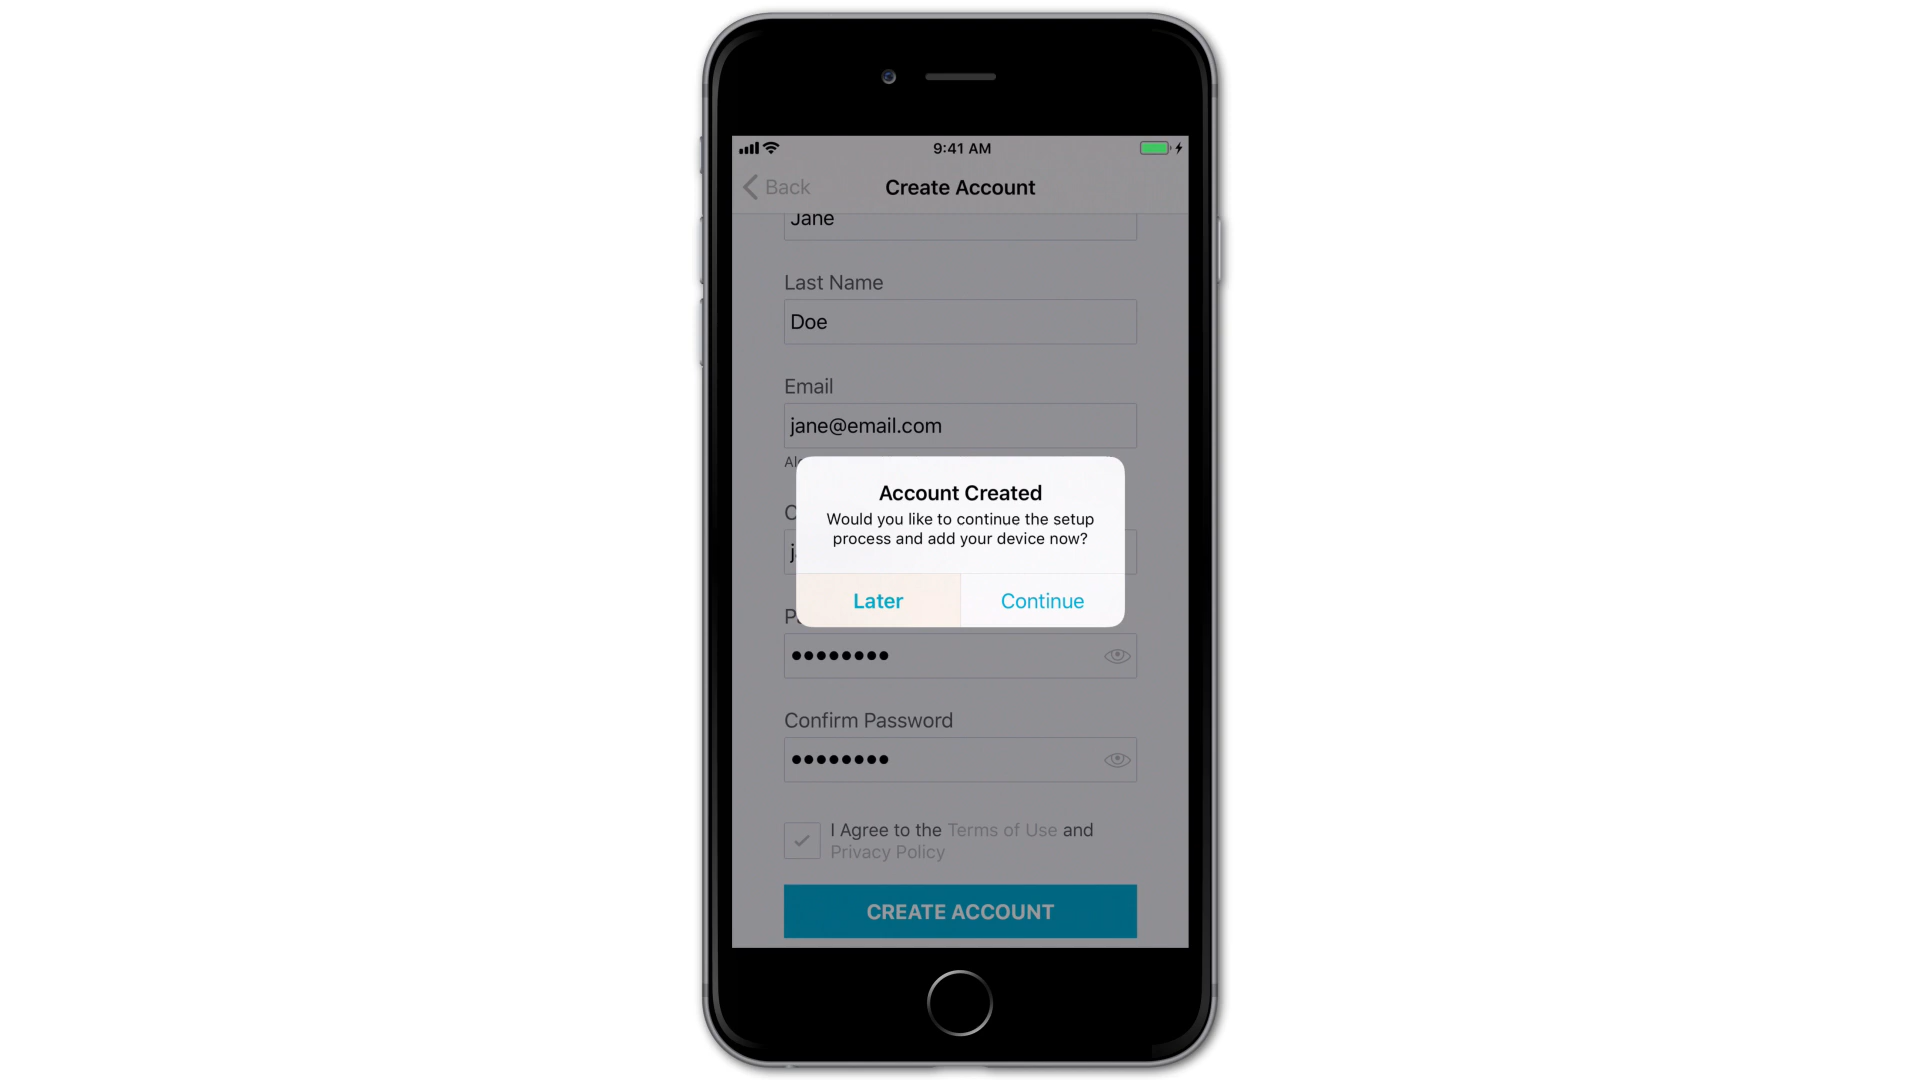 9:41 AM
Back
Create Account
Jane
Last Name
Doe
Email
jane@email.com
Account Created
Would you like to continue the setup
process and add your device now?
Later
Continue
••••••••
Confirm Password
••••••••
I Agree to the Terms of Use and
Privacy Policy
CREATE ACCOUNT